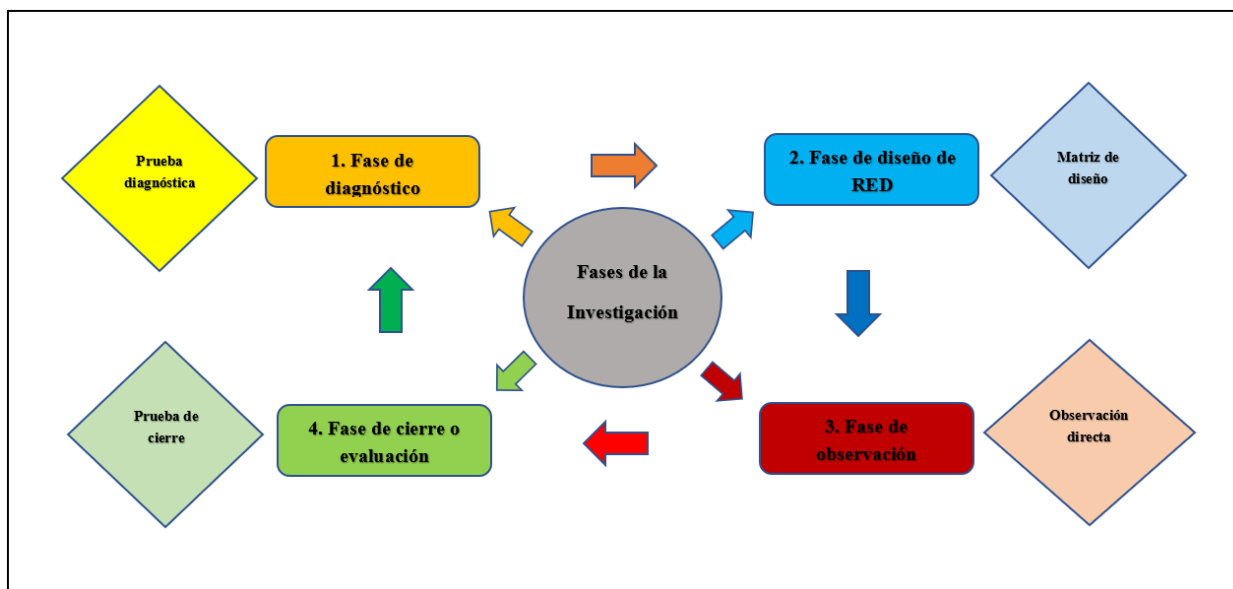 Prueba
diagnóstica
1. Fase de
diagnóstico
2. Fase de diseño de
RED
Matriz de
diseño
Fases de la
Investigación
Prueba de
cierre
4. Fase de cierre o
evaluación
3. Fase de
observación
Observación
directa